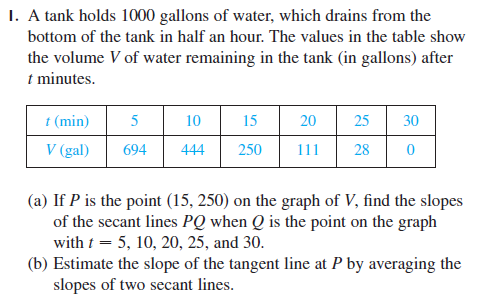 1. A tank holds 1000 gallons of water, which drains from the
bottom of the tank in half an hour. The values in the table show
the volume V of water remaining in the tank (in gallons) after
t minutes.
t (min) 5 10 15 20 25 30
V (gal) 694 444 250 111 28 0
(a) If P is the point (15, 250) on the graph of V, find the slopes
of the secant lines PQ when Q is the point on the graph
with t = 5, 10, 20, 25, and 30.
(b) Estimate the slope of the tangent line at P by averaging the
slopes of two secant lines.